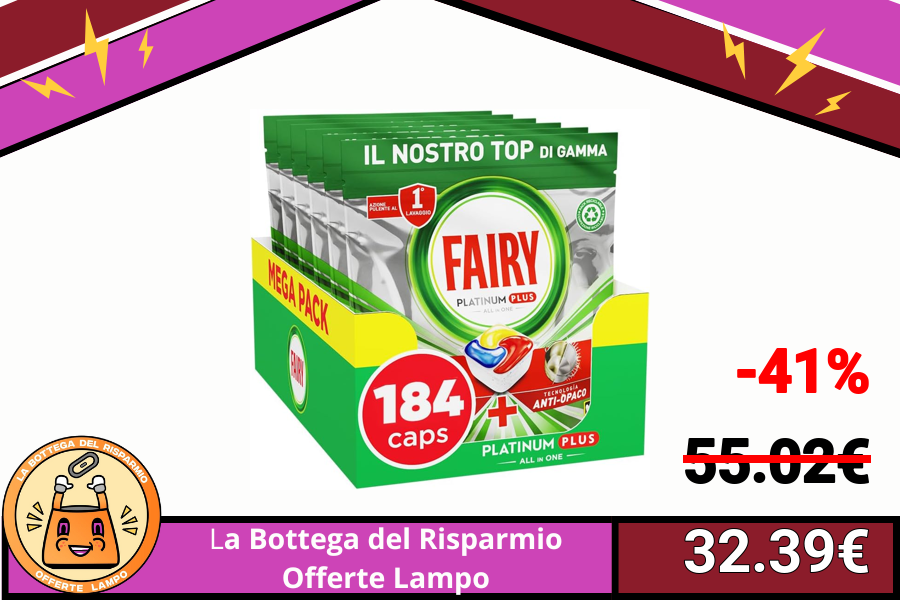 IL NOSTRO TOP DI GAMMA
AZIONE
PULENTE AL
1°
LAVAGGIO
FAIRY
PLATINUM PLUS
ALL IN ONE
MEGA PACK
FAIRY
184
caps
TECNOLOGIA
ANTI-OPACO
PLATINUM PLUS
ALL IN ONE
-41%
55.02€
32.39€
LA BOTTEGA DEL RISPARMIO
OFFERTE LAMPO
La Bottega del Risparmio
Offerte Lampo